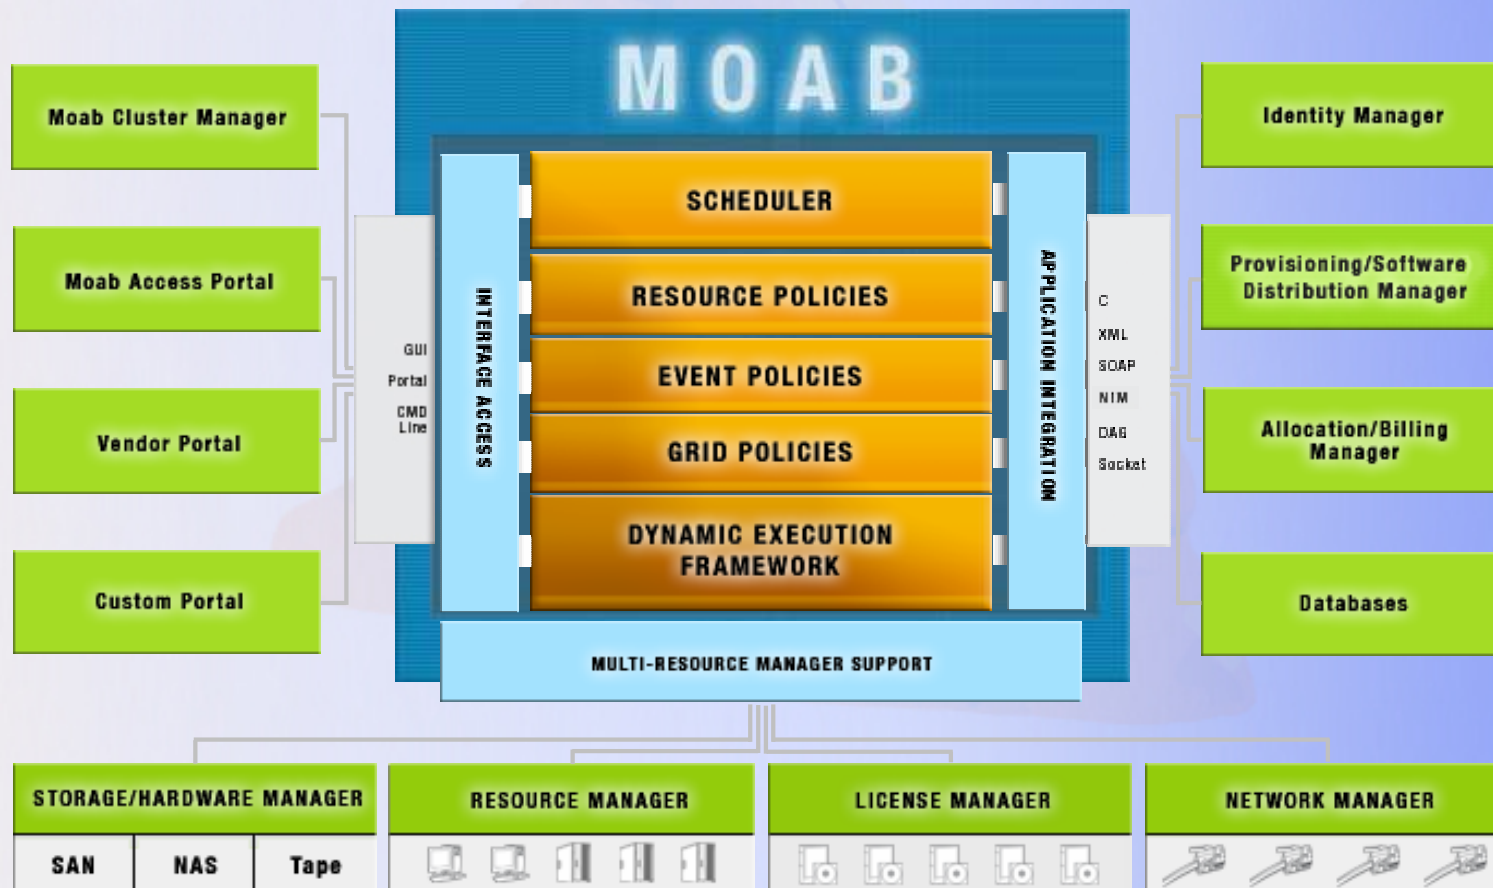 MOAB
Moab Cluster Manager
Moab Access Portal
Vendor Portal
Custom Portal
GUI
Portal
CMD
Line
INTERFACE ACCESS
SCHEDULER
RESOURCE POLICIES
EVENT POLICIES
GRID POLICIES
DYNAMIC EXECUTION
FRAMEWORK
APPLICATION INTEGRATION
C
XML
SOAP
NIM
DAG
Socket
Identity Manager
Provisioning/Software
Distribution Manager
Allocation/Billing
Manager
Databases
MULTI-RESOURCE MANAGER SUPPORT
STORAGE/HARDWARE MANAGER
SAN
NAS
Tape
RESOURCE MANAGER
LICENSE MANAGER
NETWORK MANAGER